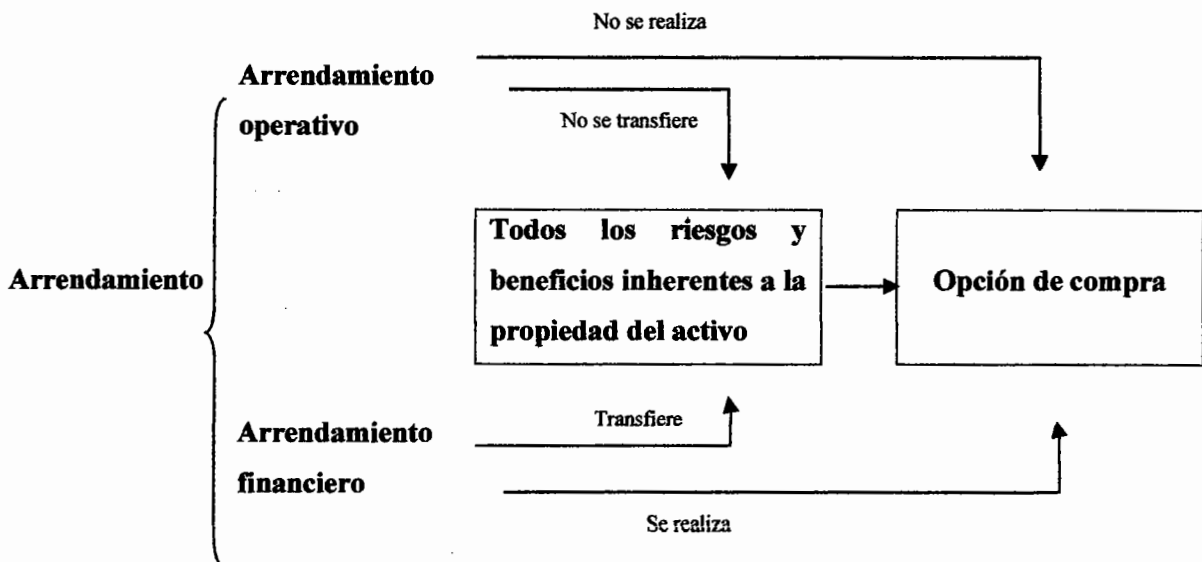 No se realiza
Arrendamiento
operativo
No se transfiere
Todos los riesgos y
beneficios inherentes a la
propiedad del activo
Opción de compra
Arrendamiento
Transfiere
Arrendamiento
financiero
Se realiza